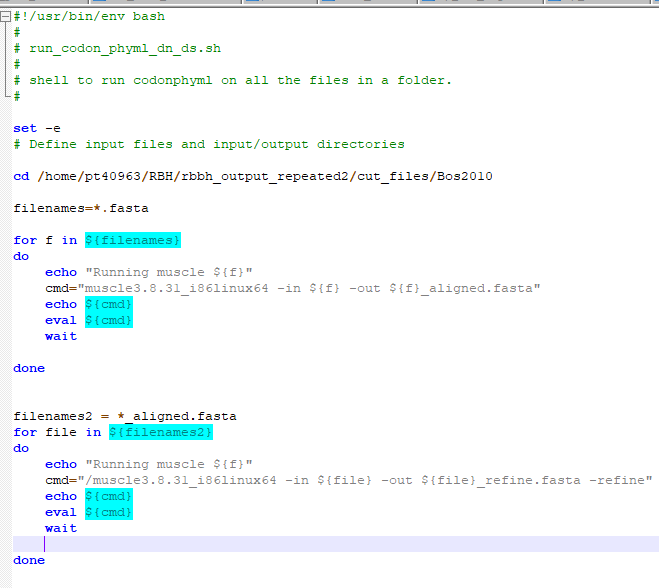 #!/usr/bin/env bash
#
# run_codon_phyml_dn_ds.sh
#
# shell to run codonphyml on all the files in a folder.
#
set -e
# Define input files and input/output directories
cd /home/pt40963/RBH/rbbh_output_repeated2/cut_files/Bos2010
filenames=*.fasta
for f in ${filenames}
do
    echo "Running muscle ${f}"
    cmd="muscle3.8.31_i86linux64 -in ${f} -out ${f}_aligned.fasta"
    echo ${cmd}
    eval ${cmd}
    wait
done
filenames2 = *_aligned.fasta
for file in ${filenames2}
do
    echo "Running muscle ${f}"
    cmd="/muscle3.8.31_i86linux64 -in ${file} -out ${file}_refine.fasta -refine"
    echo ${cmd}
    eval ${cmd}
    wait
done